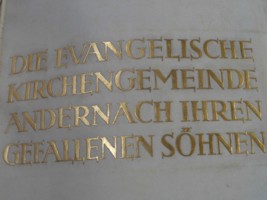 DIE EVANGELISCHE
KIRCHENGEMEINDE
ANDERNACH IHREN
GEFALLENEN SÖHNEN